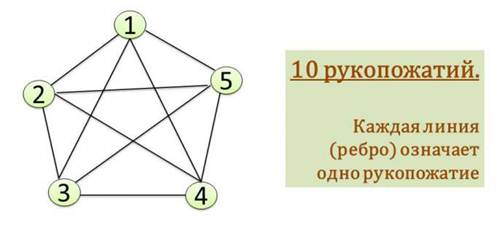 1
2
5
3
4
10 рукопожатий.
Каждая линия
(ребро) означает
одно рукопожатие